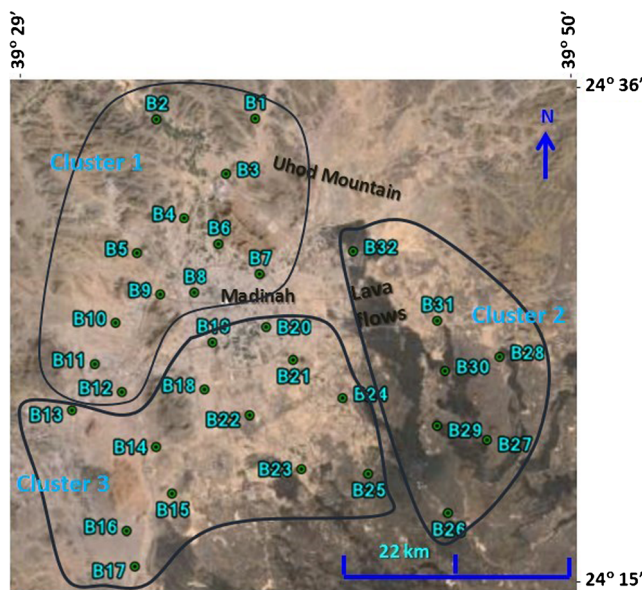 39° 29'
39° 50'
24° 36'
N
B2
B1
Cluster 1
B3
Uhod Mountain
B4
B6
B5
B32
B7
B9
B8
Madinah
Lava
flows
B31
Cluster 2
B10
B19
B20
B28
B11
B21
B30
B12
B18
B24
B13
B22
B29
B27
B14
B23
B25
Cluster 3
B15
B16
B26
22 km
B17
24° 15'